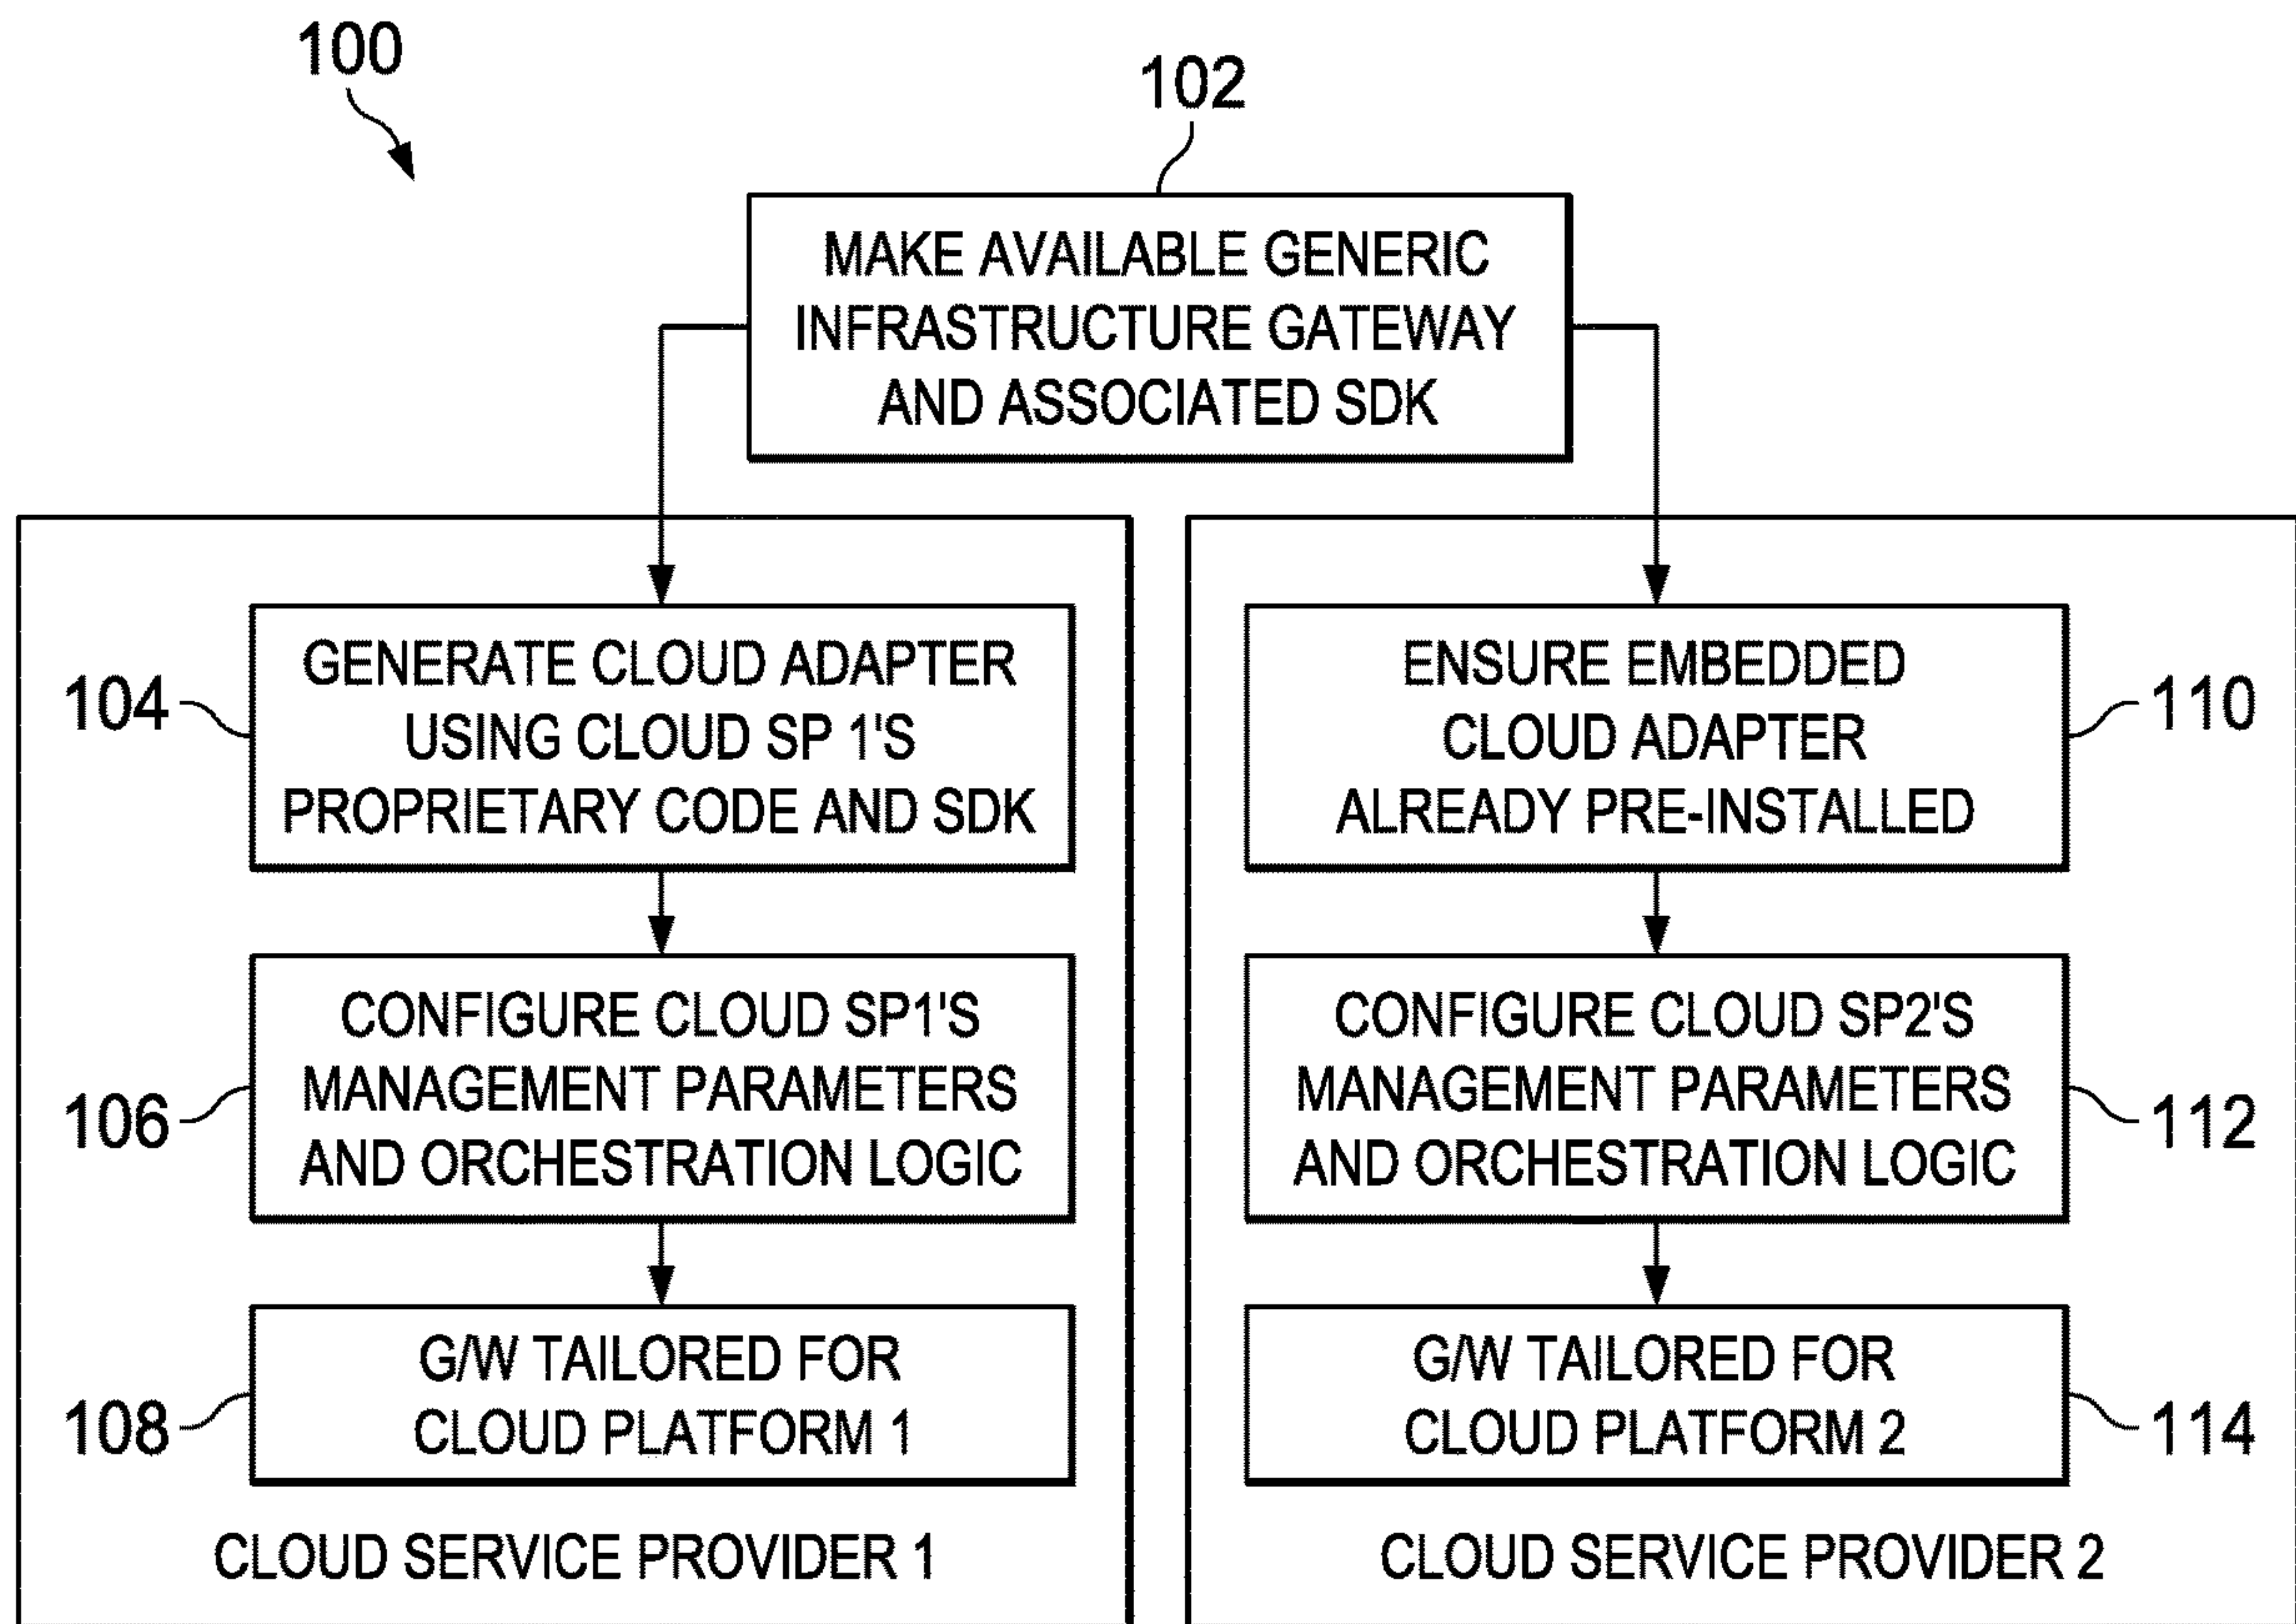 100
102
MAKE AVAILABLE GENERIC
INFRASTRUCTURE GATEWAY
AND ASSOCIATED SDK
104
GENERATE CLOUD ADAPTER
USING CLOUD SP 1'S
PROPRIETARY CODE AND SDK
106
CONFIGURE CLOUD SP1'S
MANAGEMENT PARAMETERS
AND ORCHESTRATION LOGIC
108
G/W TAILORED FOR
CLOUD PLATFORM 1
CLOUD SERVICE PROVIDER 1
ENSURE EMBEDDED
CLOUD ADAPTER
ALREADY PRE-INSTALLED
110
CONFIGURE CLOUD SP2'S
MANAGEMENT PARAMETERS
AND ORCHESTRATION LOGIC
112
G/W TAILORED FOR
CLOUD PLATFORM 2
114
CLOUD SERVICE PROVIDER 2